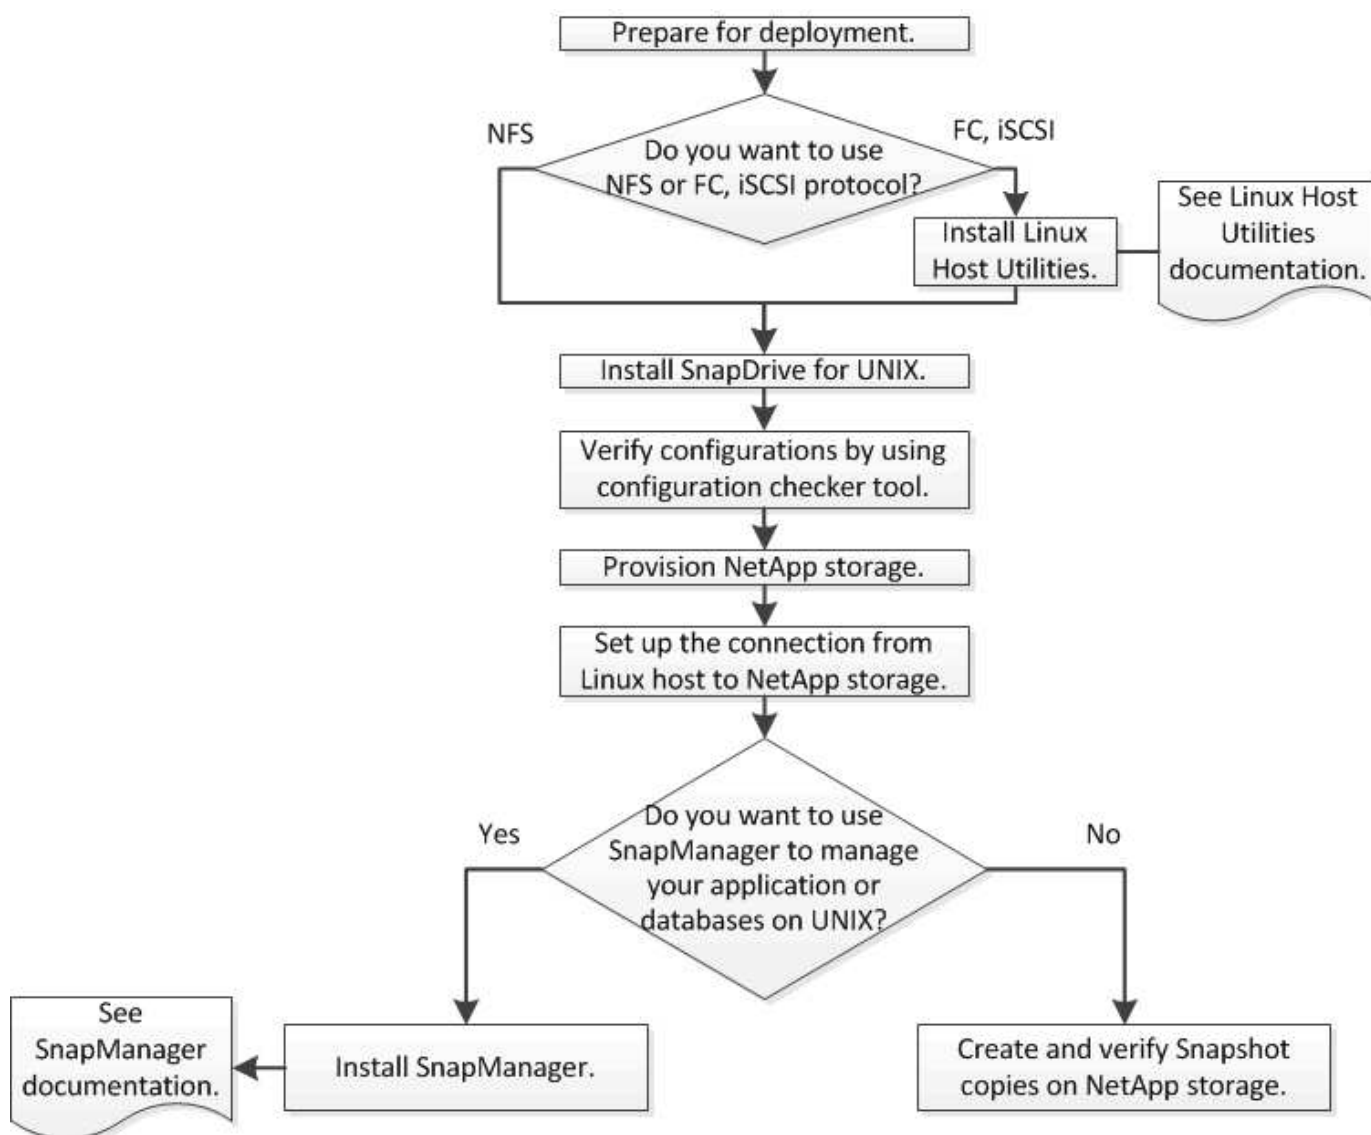 Prepare for deployment.
NFS
FC, iSCSI
Do you want to use
NFS or FC, iSCSI protocol?
Install Linux
Host Utilities.
See Linux Host
Utilities
documentation.
Install SnapDrive for UNIX.
Verify configurations by using
configuration checker tool.
Provision NetApp storage.
Set up the connection from
Linux host to NetApp storage.
Do you want to use
SnapManager to manage
your application or
databases on UNIX?
Yes
No
See
SnapManager
documentation.
Install SnapManager.
Create and verify Snapshot
copies on NetApp storage.